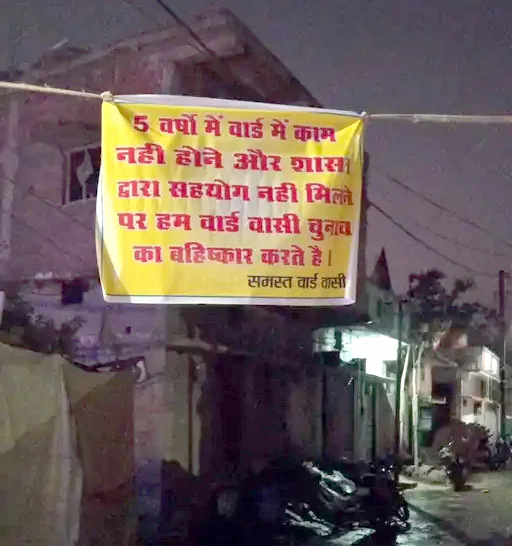 5 वर्षो में वार्ड में काम
नही होने और शासन
द्वारा सहयोग नही मिलने
पर हम वार्ड वासी चुनाव
का बहिष्कार करते है।
समस्त वार्ड वासी